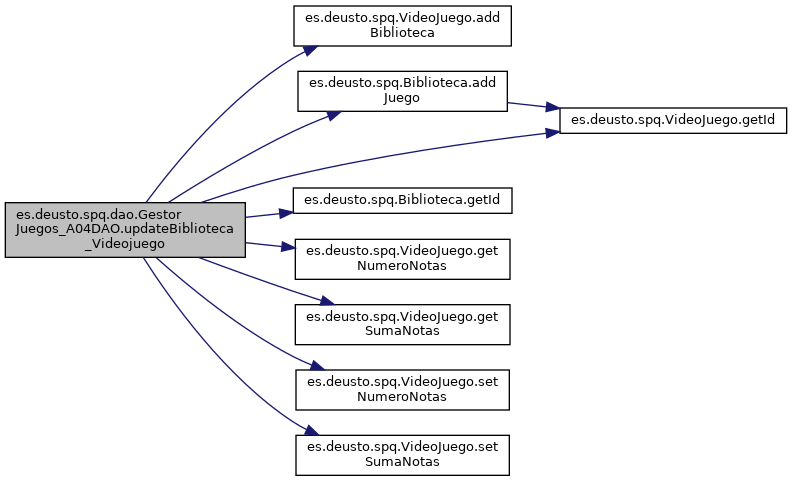 es.deusto.spq.VideoJuego.add
Biblioteca
es.deusto.spq.Biblioteca.add
Juego
es.deusto.spq.VideoJuego.getId
es.deusto.spq.dao.Gestor
Juegos_A04DAO.updateBiblioteca
_Videojuego
es.deusto.spq.Biblioteca.getId
es.deusto.spq.VideoJuego.get
NumeroNotas
es.deusto.spq.VideoJuego.get
SumaNotas
es.deusto.spq.VideoJuego.set
NumeroNotas
es.deusto.spq.VideoJuego.set
SumaNotas